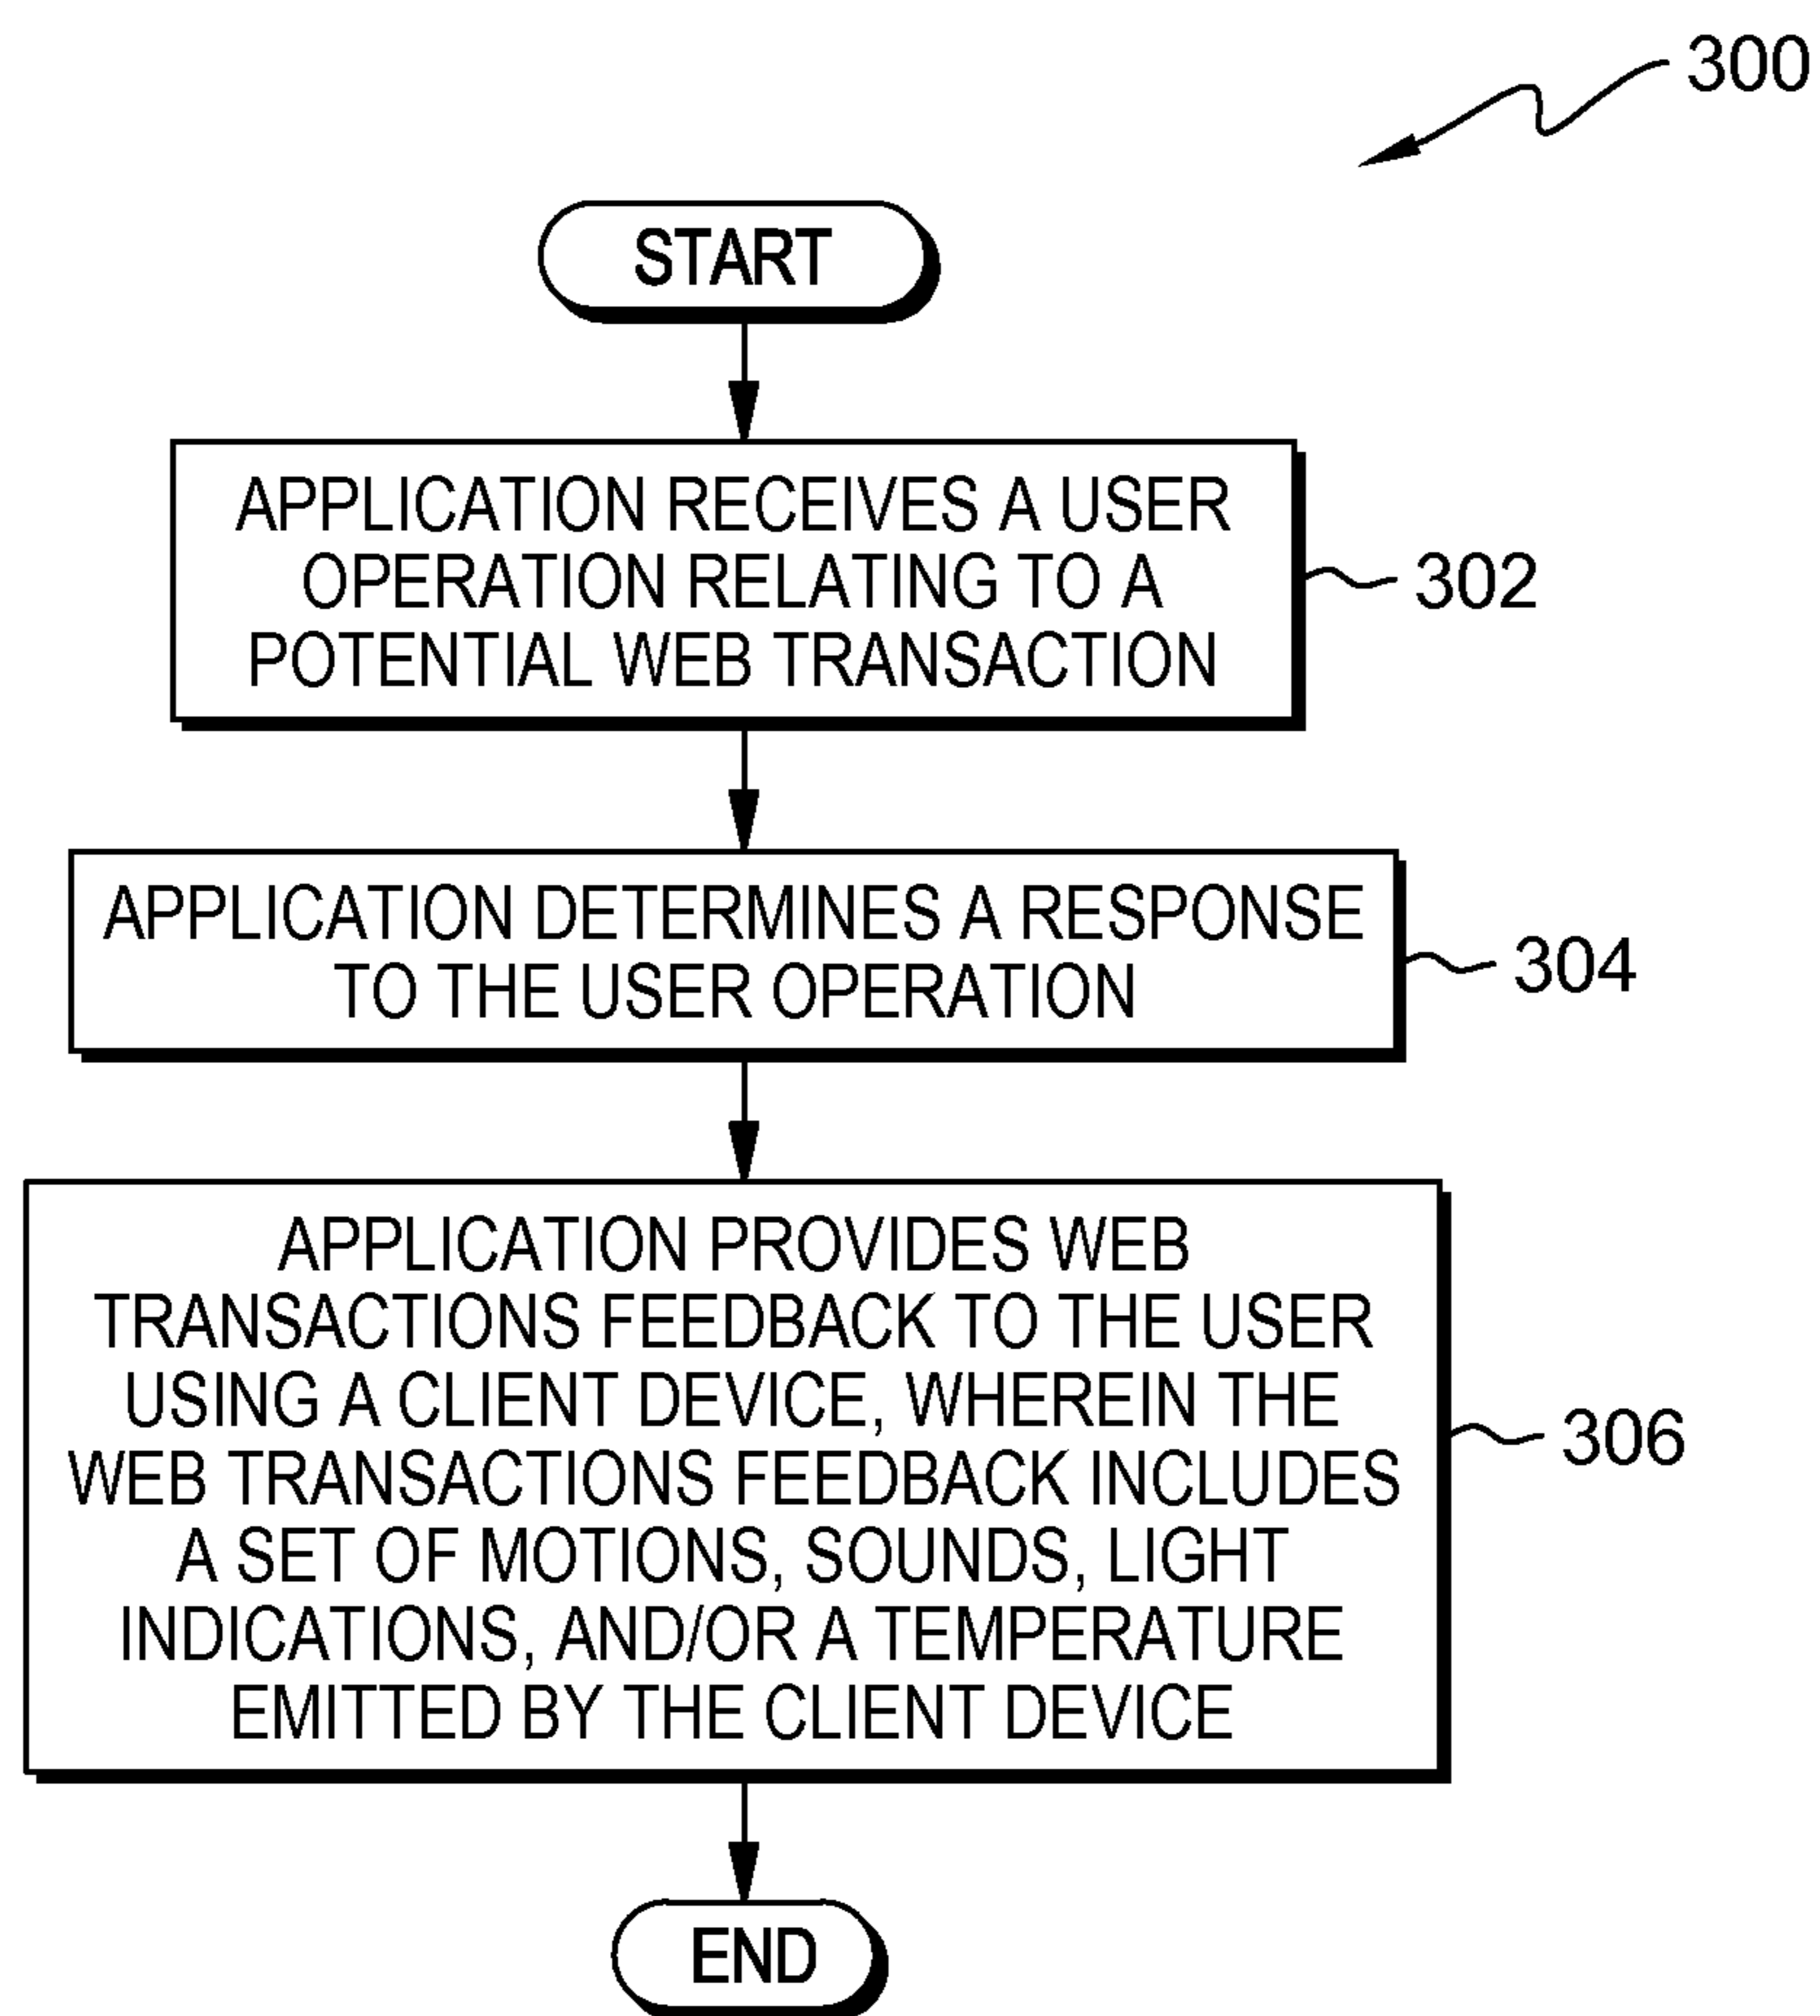 300
START
APPLICATION RECEIVES A USER
OPERATION RELATING TO A
POTENTIAL WEB TRANSACTION
302
APPLICATION DETERMINES A RESPONSE
TO THE USER OPERATION
304
APPLICATION PROVIDES WEB
TRANSACTIONS FEEDBACK TO THE USER
USING A CLIENT DEVICE, WHEREIN THE
WEB TRANSACTIONS FEEDBACK INCLUDES
A SET OF MOTIONS, SOUNDS, LIGHT
INDICATIONS, AND/OR A TEMPERATURE
EMITTED BY THE CLIENT DEVICE
306
END